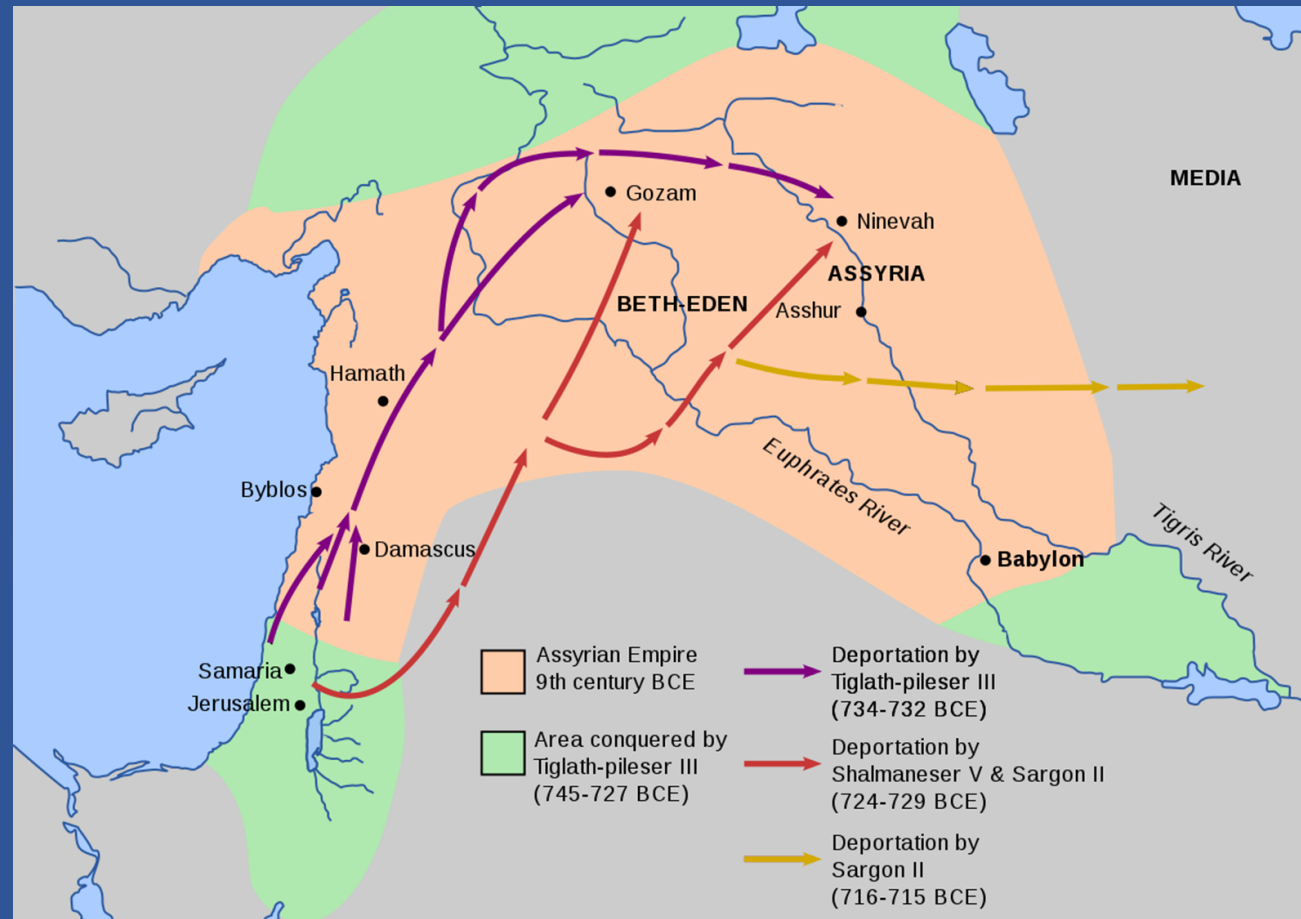 MEDIA
Gozam
Ninevah
ASSYRIA
BETH-EDEN
Asshur
Hamath
Byblos
Euphrates River
Damascus
Tigris River
Babylon
Samaria
Jerusalem
Assyrian Empire
9th century BCE
Area conquered by
Tiglath-pileser III
(745-727 BCE)
Deportation by
Tiglath-pileser III
(734-732 BCE)
Deportation by
Shalmaneser V & Sargon II
(724-729 BCE)
Deportation by
Sargon II
(716-715 BCE)